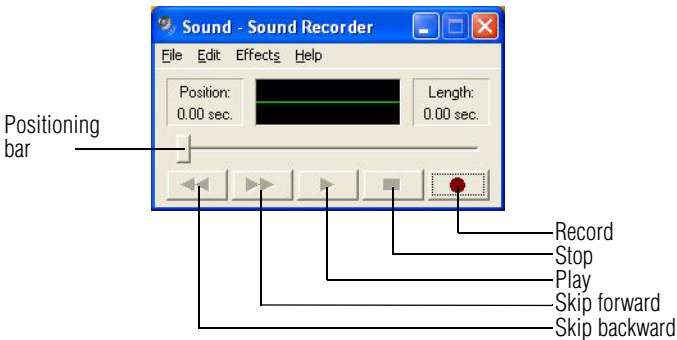 Sound - Sound Recorder
File Edit Effects Help
Position:
0.00 sec.
Length:
0.00 sec.
Positioning
bar
Record
Stop
Play
Skip forward
Skip backward